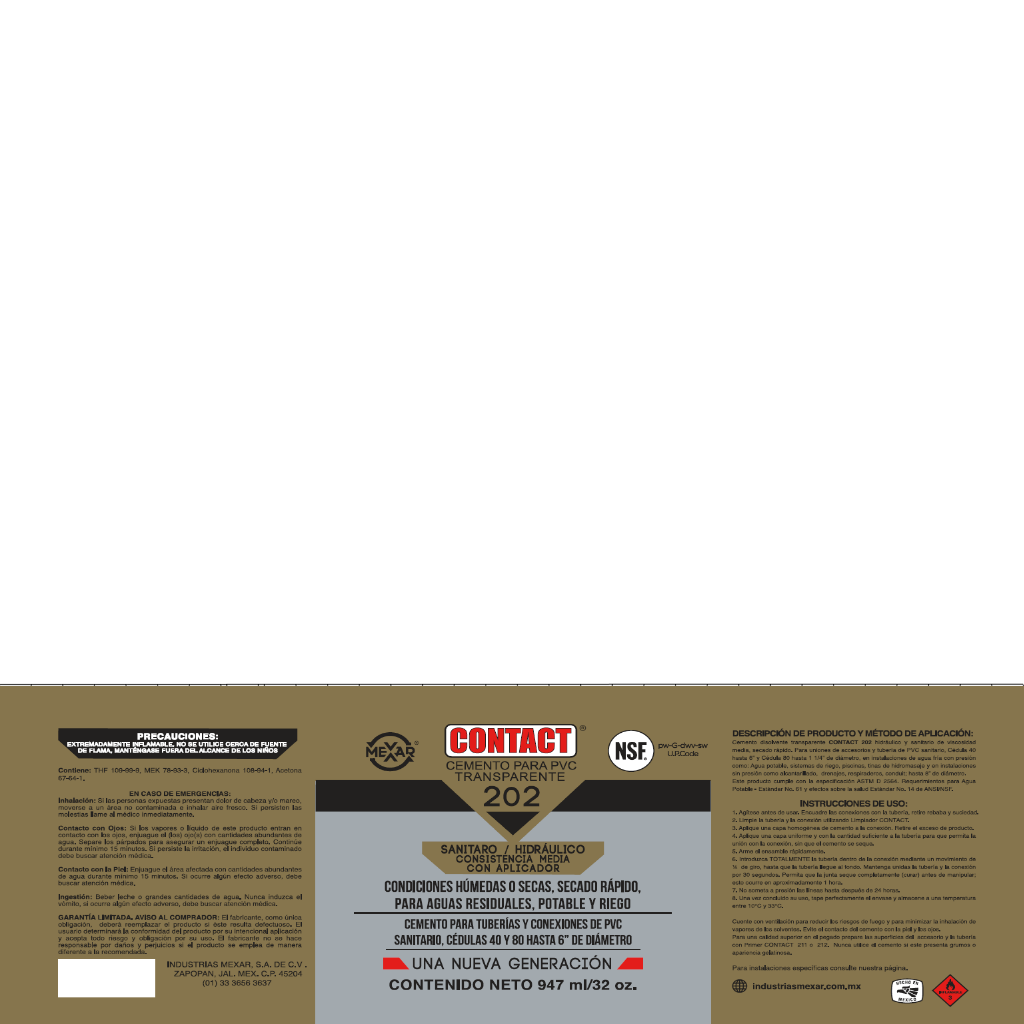 PRECAUCIONES:
EXTREMADAMENTE INFLAMABLE, NO SE UTILICE CERCA DE FUENTE
DE FLAMA, MANTÉNGASE FUERA DEL ALCANCE DE LOS NIÑOS
Contiene: THF 109-99-9, MEK 78-93-3, Ciclohexanona 108-94-1, Acetona
67-64-1.
EN CASO DE EMERGENCIAS:
Inhalación: Si las personas expuestas presentan dolor de cabeza y/o mareo,
moverse a un área no contaminada e inhalar aire fresco. Si persisten las
molestias llame al médico inmediatamente.
Contacto con Ojos: Si los vapores o líquido de este producto entran en
contacto con los ojos, enjuague el (los) ojo(s) con cantidades abundantes de
agua. Separe los párpados para asegurar un enjuague completo. Continúe
durante mínimo 15 minutos. Si persiste la irritación, el individuo contaminado
debe buscar atención médica.
Contacto con la Piel: Enjuague el área afectada con cantidades abundantes
de agua durante mínimo 15 minutos. Si ocurre algún efecto adverso, debe
buscar atención médica.
Ingestión: Beber leche o grandes cantidades de agua. Nunca induzca el
vómito, si ocurre algún efecto adverso, debe buscar atención médica.
GARANTÍA LIMITADA. AVISO AL COMPRADOR: El fabricante, como única
obligación, deberá reemplazar el producto si éste resulta defectuoso. El
usuario determinará la conformidad del producto por su intencional aplicación
y acepta todo riesgo y obligación por su uso. El fabricante no se hace
responsable por daños y perjuicios si el producto se emplea de manera
diferente a la recomendada.
INDUSTRIAS MEXAR, S.A. DE C.V.
ZAPOPAN, JAL. MEX. C.P. 45204
(01) 33 3656 3637
MEXAR ®
CONTACT ®
CEMENTO PARA PVC
TRANSPARENTE
202
NSF.
pw-G-dwv-sw
U.P.Code
SANITARO / HIDRÁULICO
CONSISTENCIA MEDIA
CON APLICADOR
CONDICIONES HÚMEDAS O SECAS, SECADO RÁPIDO,
PARA AGUAS RESIDUALES, POTABLE Y RIEGO
CEMENTO PARA TUBERÍAS Y CONEXIONES DE PVC
SANITARIO, CÉDULAS 40 Y 80 HASTA 6” DE DIÁMETRO
UNA NUEVA GENERACIÓN
CONTENIDO NETO 947 ml/32 oz.
DESCRIPCIÓN DE PRODUCTO Y MÉTODO DE APLICACIÓN:
Cemento disolvente transparente CONTACT 202 hidráulico y sanitario de viscosidad
media, secado rápido. Para uniones de accesorios y tubería de PVC sanitario, Cédula 40
hasta 6" y Cédula 80 hasta 1 1/4" de diámetro, en instalaciones de agua fría con presión
como: Agua potable, sistemas de riego, piscinas, tinas de hidromasaje y en instalaciones
sin presión como alcantarillado, drenajes, respiraderos, conduit; hasta 6" de diámetro.
Este producto cumple con la especificación ASTM D 2564. Requerimientos para Agua
Potable - Estándar No. 61 y efectos sobre la salud Estándar No. 14 de ANSI/NSF.
INSTRUCCIONES DE USO:
1. Agítese antes de usar. Encuadre las conexiones con la tubería, retire rebaba y suciedad.
2. Limpie la tubería y la conexión utilizando Limpiador CONTACT.
3. Aplique una capa homogénea de cemento a la conexión. Retire el exceso de producto.
4. Aplique una capa uniforme y con la cantidad suficiente a la tubería para que permita la
unión con la conexión, sin que el cemento se seque.
5. Arme el ensamble rápidamente.
6. Introduzca TOTALMENTE la tubería dentro de la conexión mediante un movimiento de
¼ de giro, hasta que la tubería llegue al fondo. Mantenga unidas la tubería y la conexión
por 30 segundos. Permita que la junta seque completamente (curar) antes de manipular;
esto ocurre en aproximadamente 1 hora.
7. No someta a presión las líneas hasta después de 24 horas.
8. Una vez concluido su uso, tape perfectamente el envase y almacene a una temperatura
entre 10°C y 33°C.
Cuente con ventilación para reducir los riesgos de fuego y para minimizar la inhalación de
vapores de los solventes. Evite el contacto del cemento con la piel y los ojos.
Para una calidad superior en el pegado prepare las superficies del accesorio y la tubería
con Primer CONTACT 211 o 212. Nunca utilice el cemento si este presenta grumos o
apariencia gelatinosa.
Para instalaciones específicas consulte nuestra página.
industriasmexar.com.mx
HECHO EN
MEXICO
3